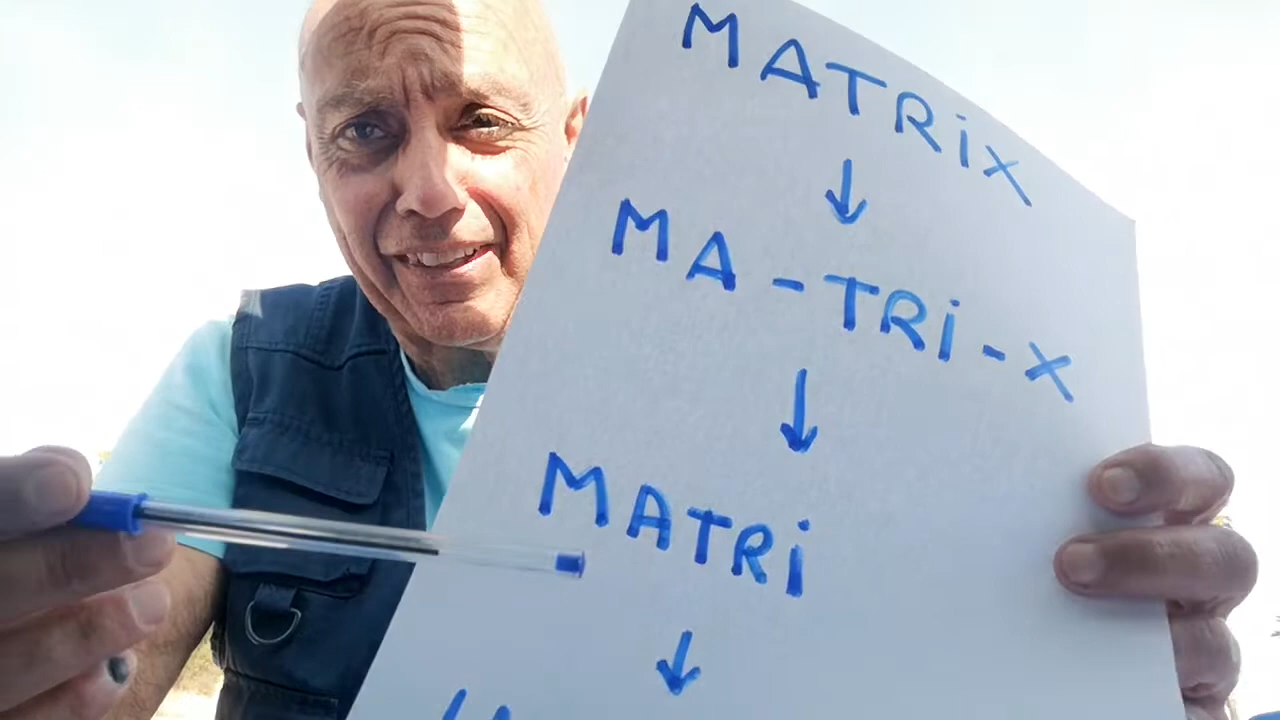 MATRiX
↓
MA-TRi-X
↓
MATRi
↓